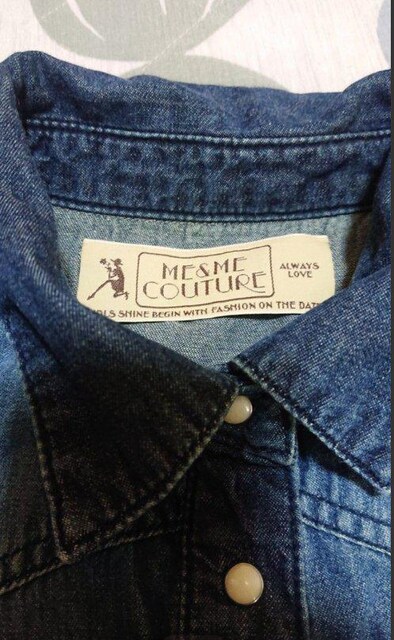 ME&ME
COUTURE
ALWAYS
LOVE
SHINE BEGIN WITH FASHION ON THE